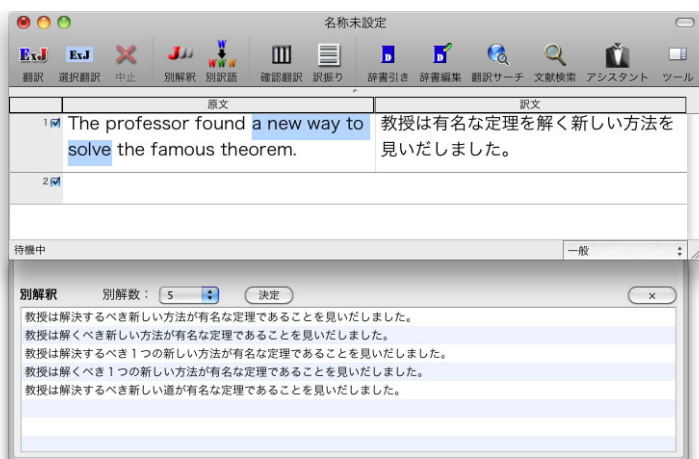 名称未設定
ExJ ExJ JJJ W W W W D D
翻訳 選択翻訳 中止 別解釈 別訳語 確認翻訳 訳振り 辞書引き 辞書編集 翻訳サーチ 文献検索 アシスタント ツール
原文 訳文
1 The professor found a new way to 教授は有名な定理を解く新しい方法を
solve the famous theorem. 見いだしました。
2
待機中 一般
別解釈 別解数： 5 決定 x
教授は解決するべき新しい方法が有名な定理であることを見いだしました。
教授は解くべき新しい方法が有名な定理であることを見いだしました。
教授は解決するべき１つの新しい方法が有名な定理であることを見いだしました。
教授は解くべき１つの新しい方法が有名な定理であることを見いだしました。
教授は解決するべき新しい道が有名な定理であることを見いだしました。